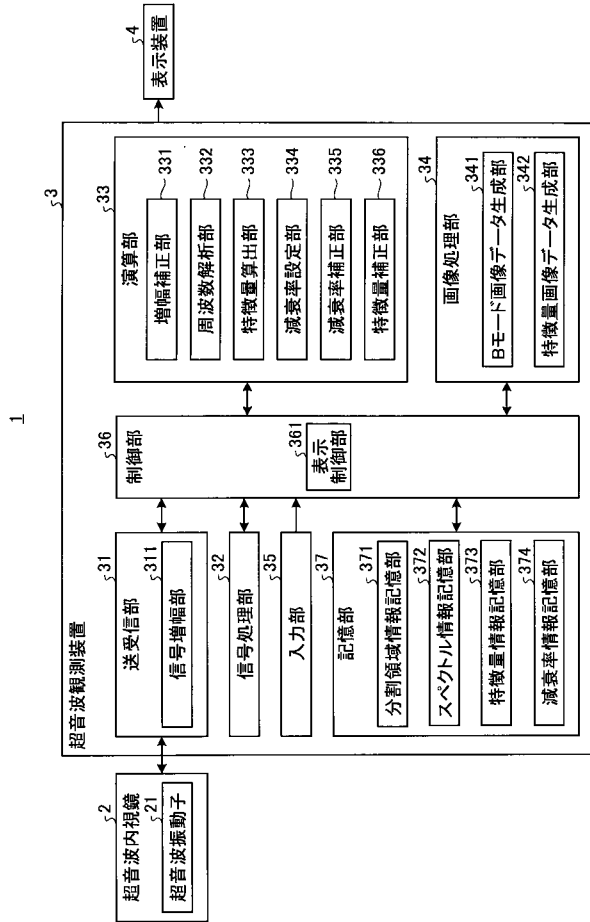 1
超音波内視鏡
2
超音波振動子
21
超音波観測装置
3
送受信部
31
信号増幅部
311
信号処理部
32
入力部
35
記憶部
37
分割領域情報記憶部
371
スペクトル情報記憶部
372
特徴量情報記憶部
373
減衰率情報記憶部
374
制御部
36
表示
制御部
361
演算部
33
増幅補正部
331
周波数解析部
332
特徴量算出部
333
減衰率設定部
334
減衰率補正部
335
特徴量補正部
336
画像処理部
34
Bモード画像データ生成部
341
特徴量画像データ生成部
342
表示装置
4